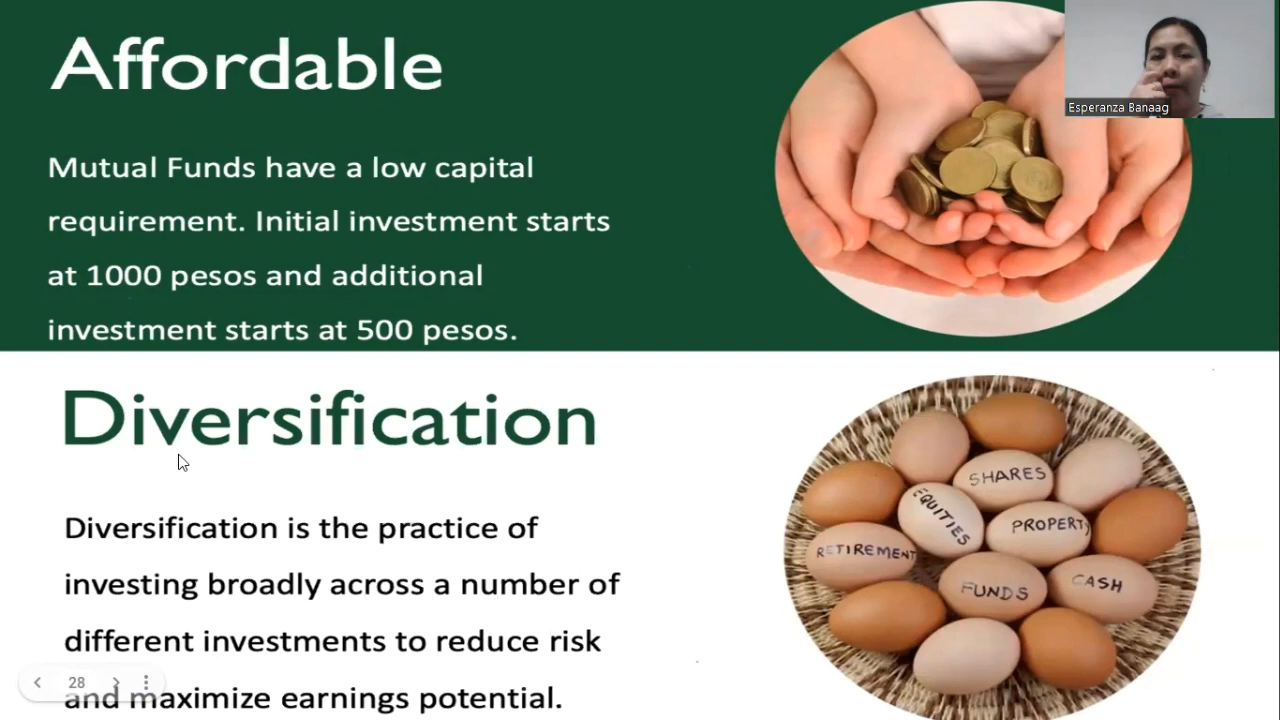 Affordable
Esperanza Banaag
Mutual Funds have a low capital
requirement. Initial investment starts
at 1000 pesos and additional
investment starts at 500 pesos.
Diversification
Diversification is the practice of
investing broadly across a number of
different investments to reduce risk
and maximize earnings potential.
SHARES
EQUITIES
PROPERTY
RETIREMENT
FUNDS
CASH
28